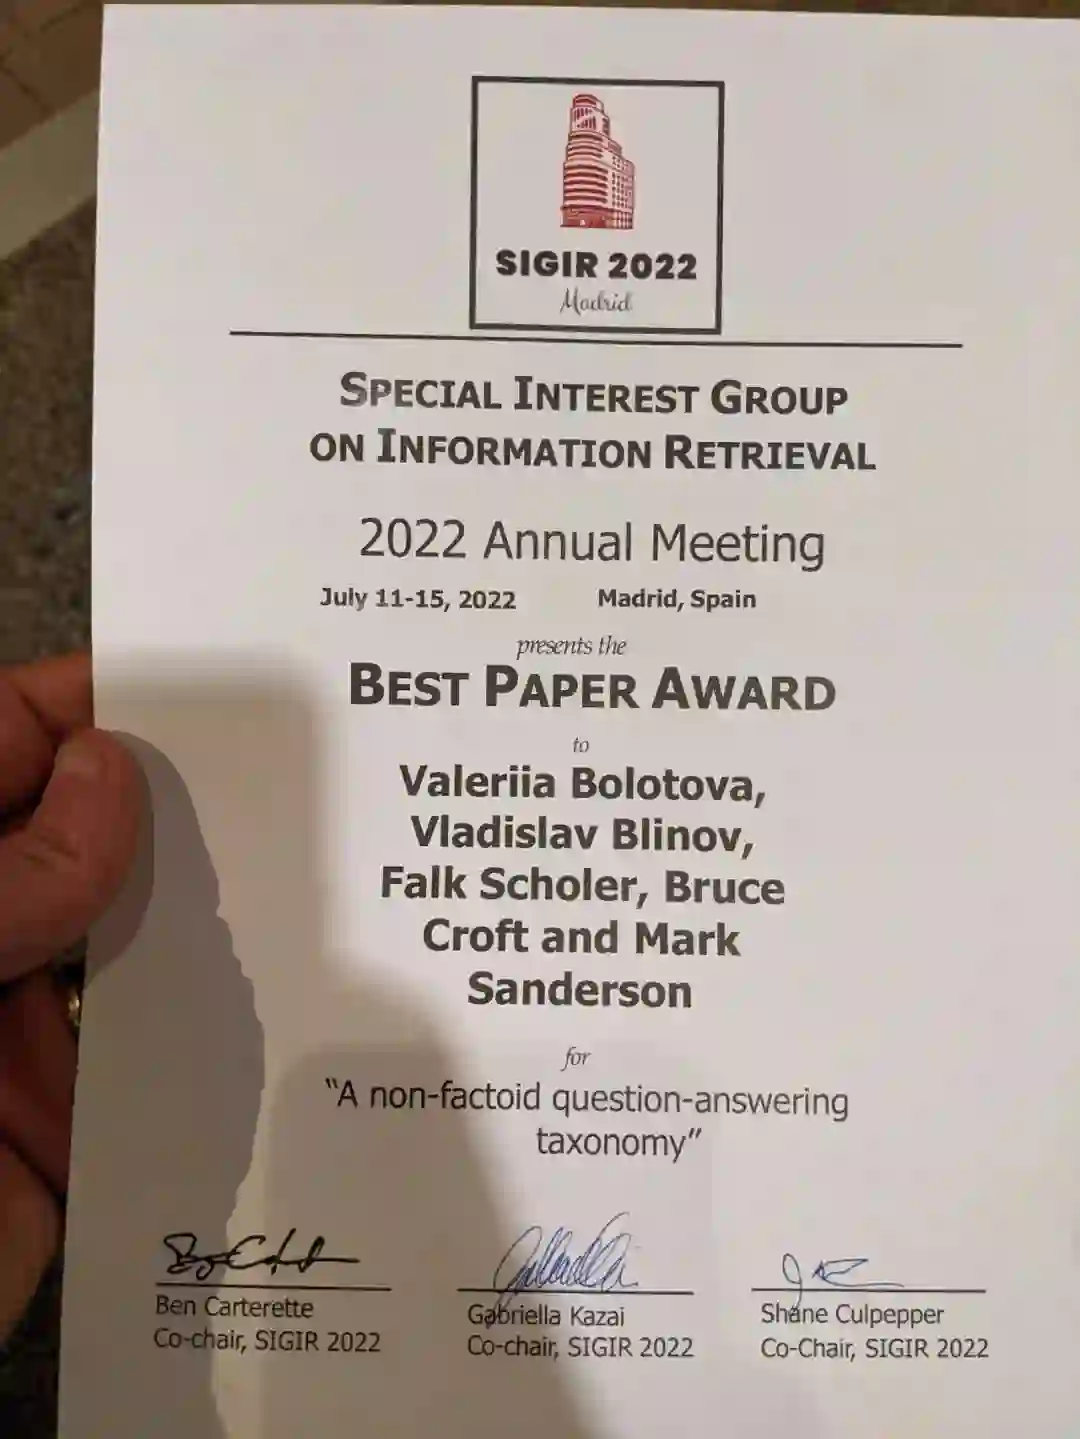 SIGIR 2022
Madrid
SPECIAL INTEREST GROUP
ON INFORMATION RETRIEVAL
2022 Annual Meeting
July 11-15, 2022 Madrid, Spain
presents the
BEST PAPER AWARD
to
Valeriia Bolotova,
Vladislav Blinov,
Falk Scholer, Bruce
Croft and Mark
Sanderson
for
“A non-factoid question-answering
taxonomy”
Ben Carterette Gabriella Kazai Shane Culpepper
Co-chair, SIGIR 2022 Co-chair, SIGIR 2022 Co-Chair, SIGIR 2022